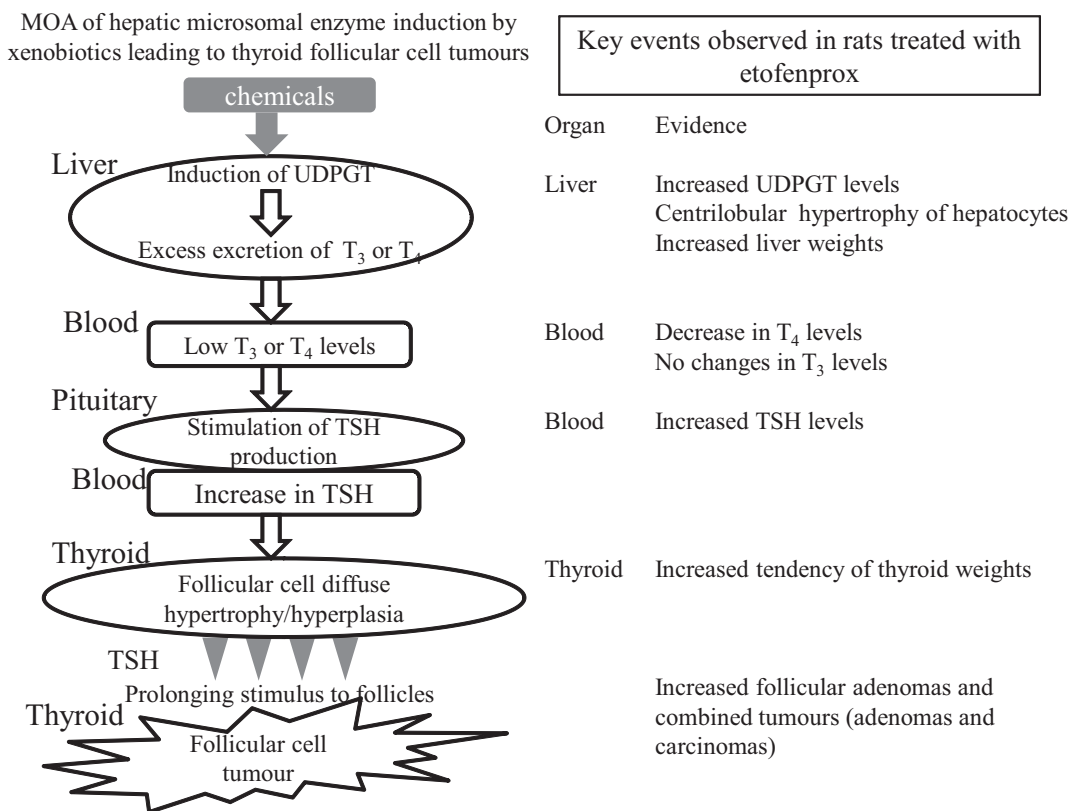 MOA of hepatic microsomal enzyme induction by
xenobiotics leading to thyroid follicular cell tumours
chemicals
Liver
Induction of UDPGT
Excess excretion of T₃ or T₄
Blood
Low T₃ or T₄ levels
Pituitary
Stimulation of TSH
production
Blood
Increase in TSH
Thyroid
Follicular cell diffuse
hypertrophy/hyperplasia
TSH
Prolonging stimulus to follicles
Thyroid
Follicular cell
tumour
Key events observed in rats treated with
etofenprox
Organ Evidence
Liver Increased UDPGT levels
Centrilobular hypertrophy of hepatocytes
Increased liver weights
Blood Decrease in T₄ levels
No changes in T₃ levels
Blood Increased TSH levels
Thyroid Increased tendency of thyroid weights
Increased follicular adenomas and
combined tumours (adenomas and
carcinomas)